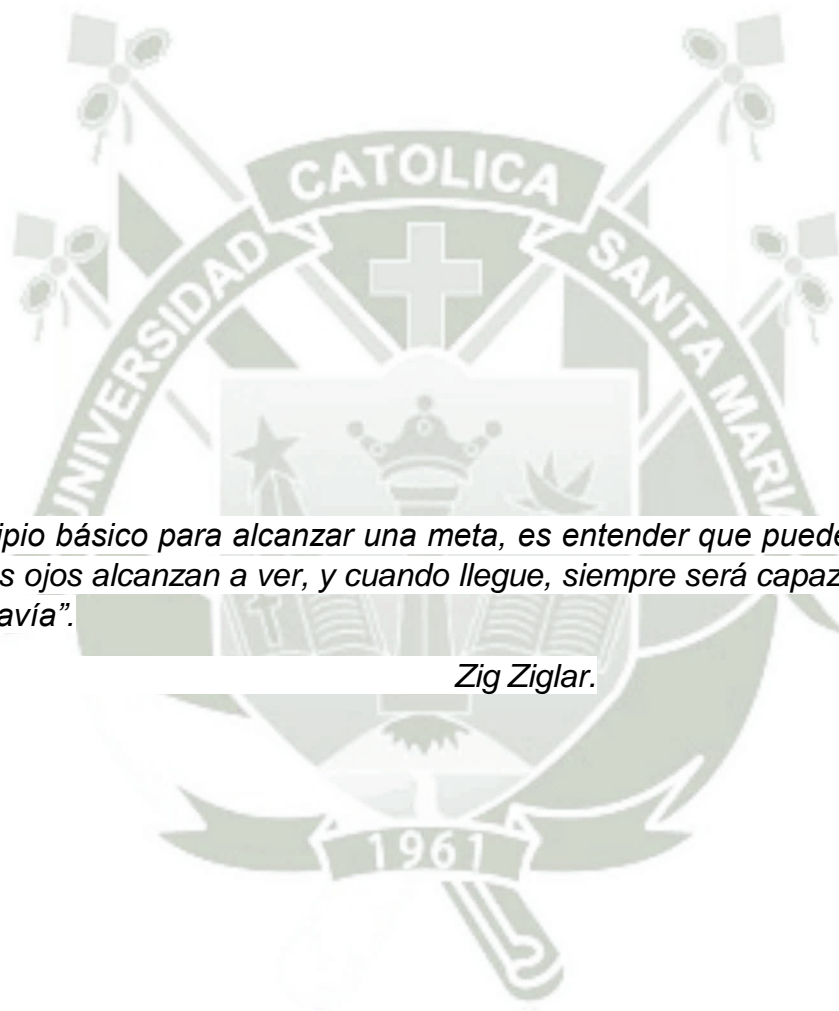 CATOLICA
UNIVERSIDAD
SANTA MARIA
ipio básico para alcanzar una meta, es entender que puede
s ojos alcanzan a ver, y cuando llegue, siempre será capaz
avía”.
Zig Ziglar.
1961